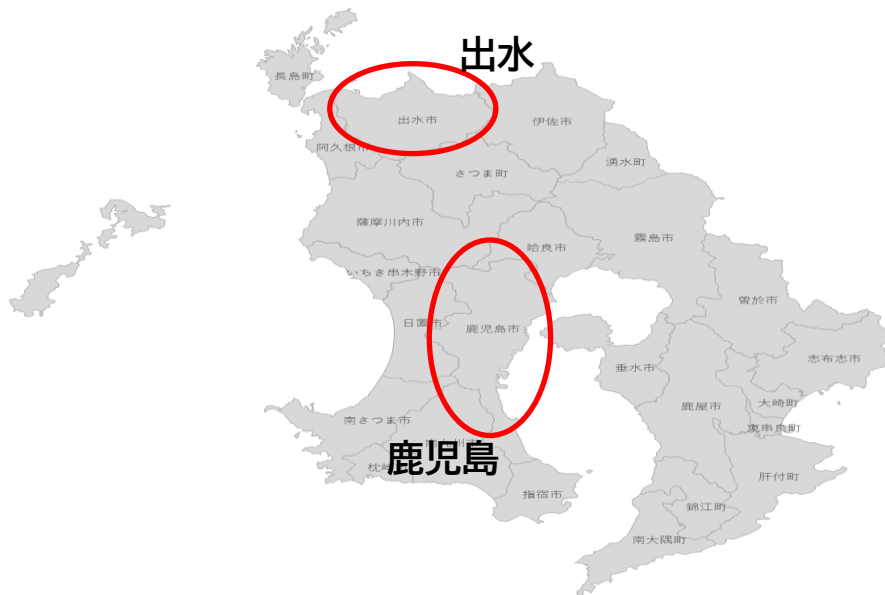 出水
長島町
出水市
伊佐市
阿久根市
湧水町
さつま町
薩摩川内市
姶良市
霧島市
いちき串木野市
曽於市
日置市
鹿児島市
垂水市
志布志市
大崎町
鹿屋市
南さつま市
東串良町
鹿児島
肝付町
指宿市
錦江町
南大隅町